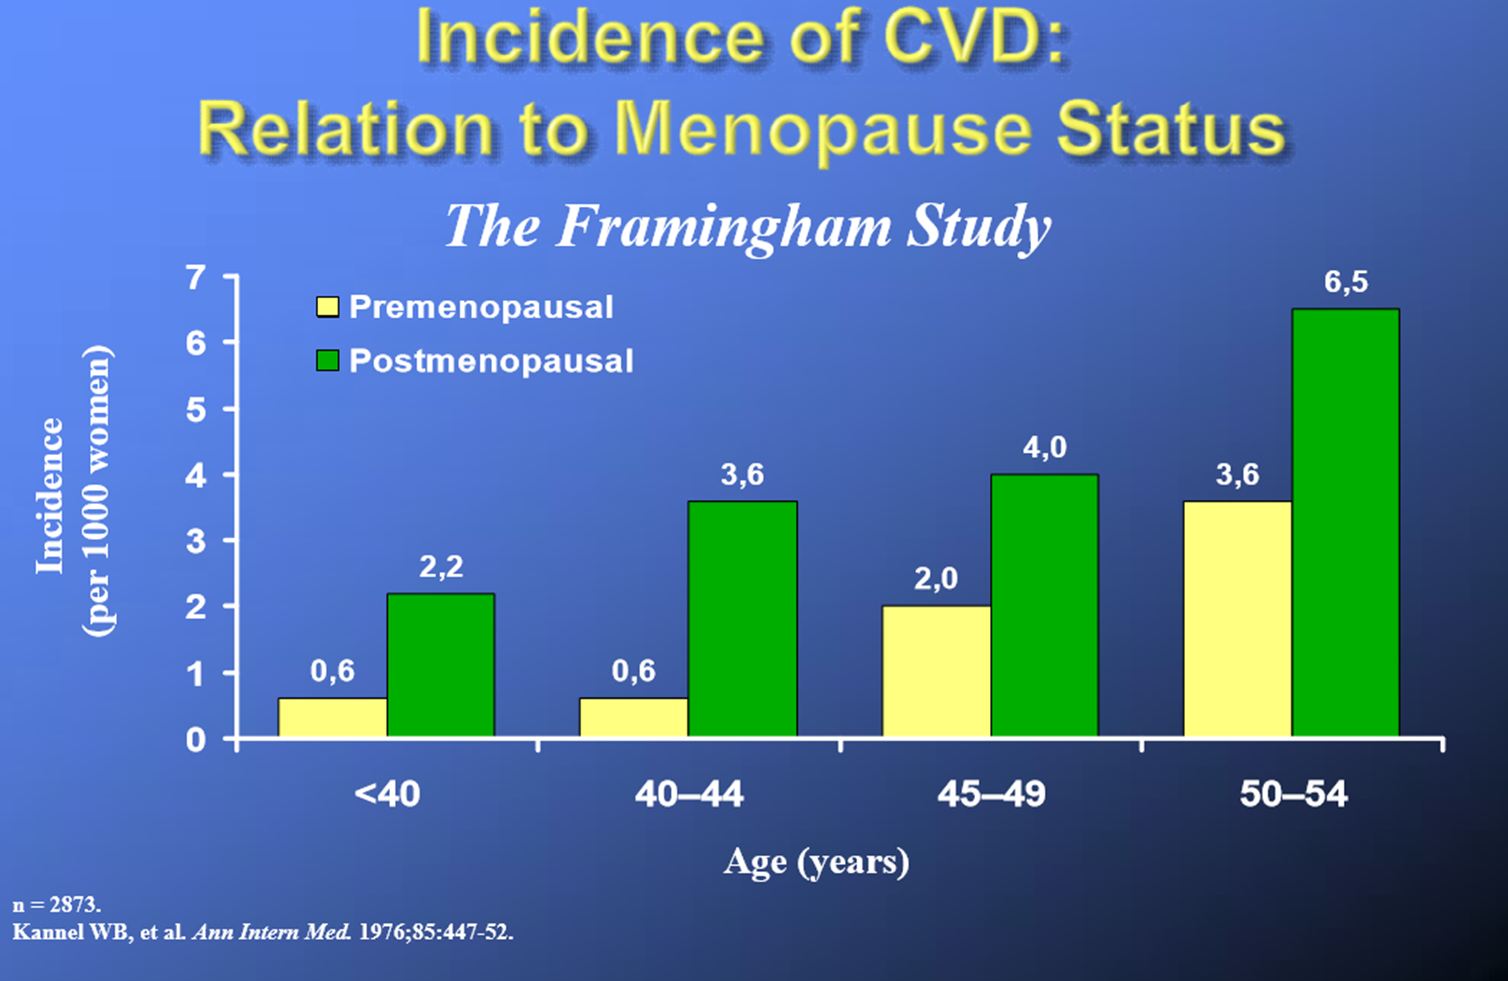 Incidence of CVD:
Relation to Menopause Status
The Framingham Study
7
6
5
4
3
2
1
0
Incidence
(per 1000 women)
Premenopausal
Postmenopausal
0,6
2,2
0,6
3,6
2,0
4,0
3,6
6,5
<40
40–44
45–49
50–54
Age (years)
n = 2873.
Kannel WB, et al. Ann Intern Med. 1976;85:447-52.